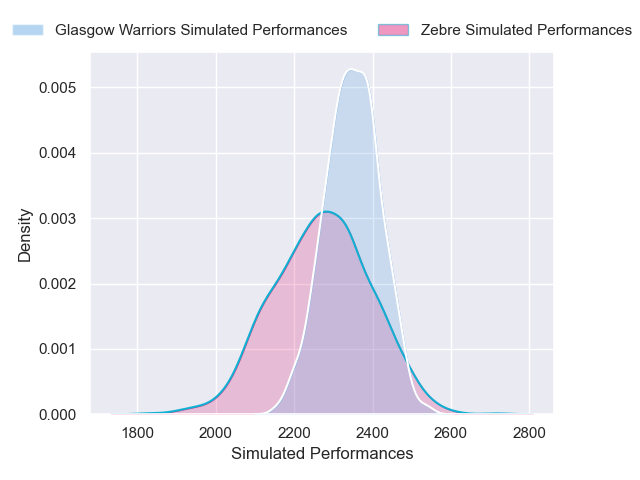 Glasgow Warriors Simulated Performances Zebre Simulated Performances
0.005
0.004
0.003
0.002
0.001
0.000
Density
1800 2000 2200 2400 2600 2800
Simulated Performances